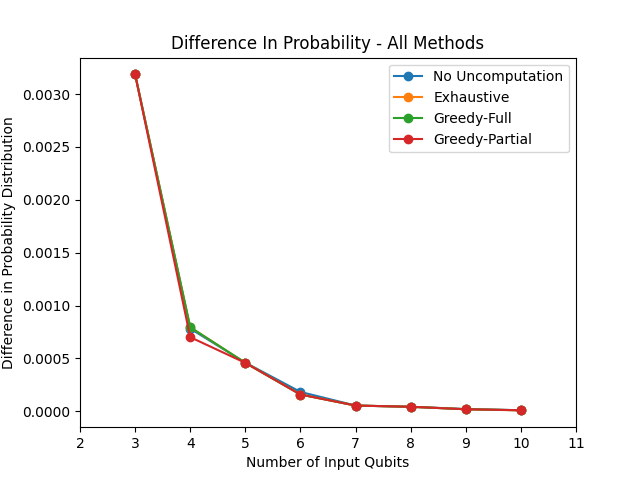 Difference In Probability - All Methods
Difference in Probability Distribution
0.0030
0.0025
0.0020
0.0015
0.0010
0.0005
0.0000
No Uncomputation
Exhaustive
Greedy-Full
Greedy-Partial
2 3 4 5 6 7 8 9 10 11
Number of Input Qubits